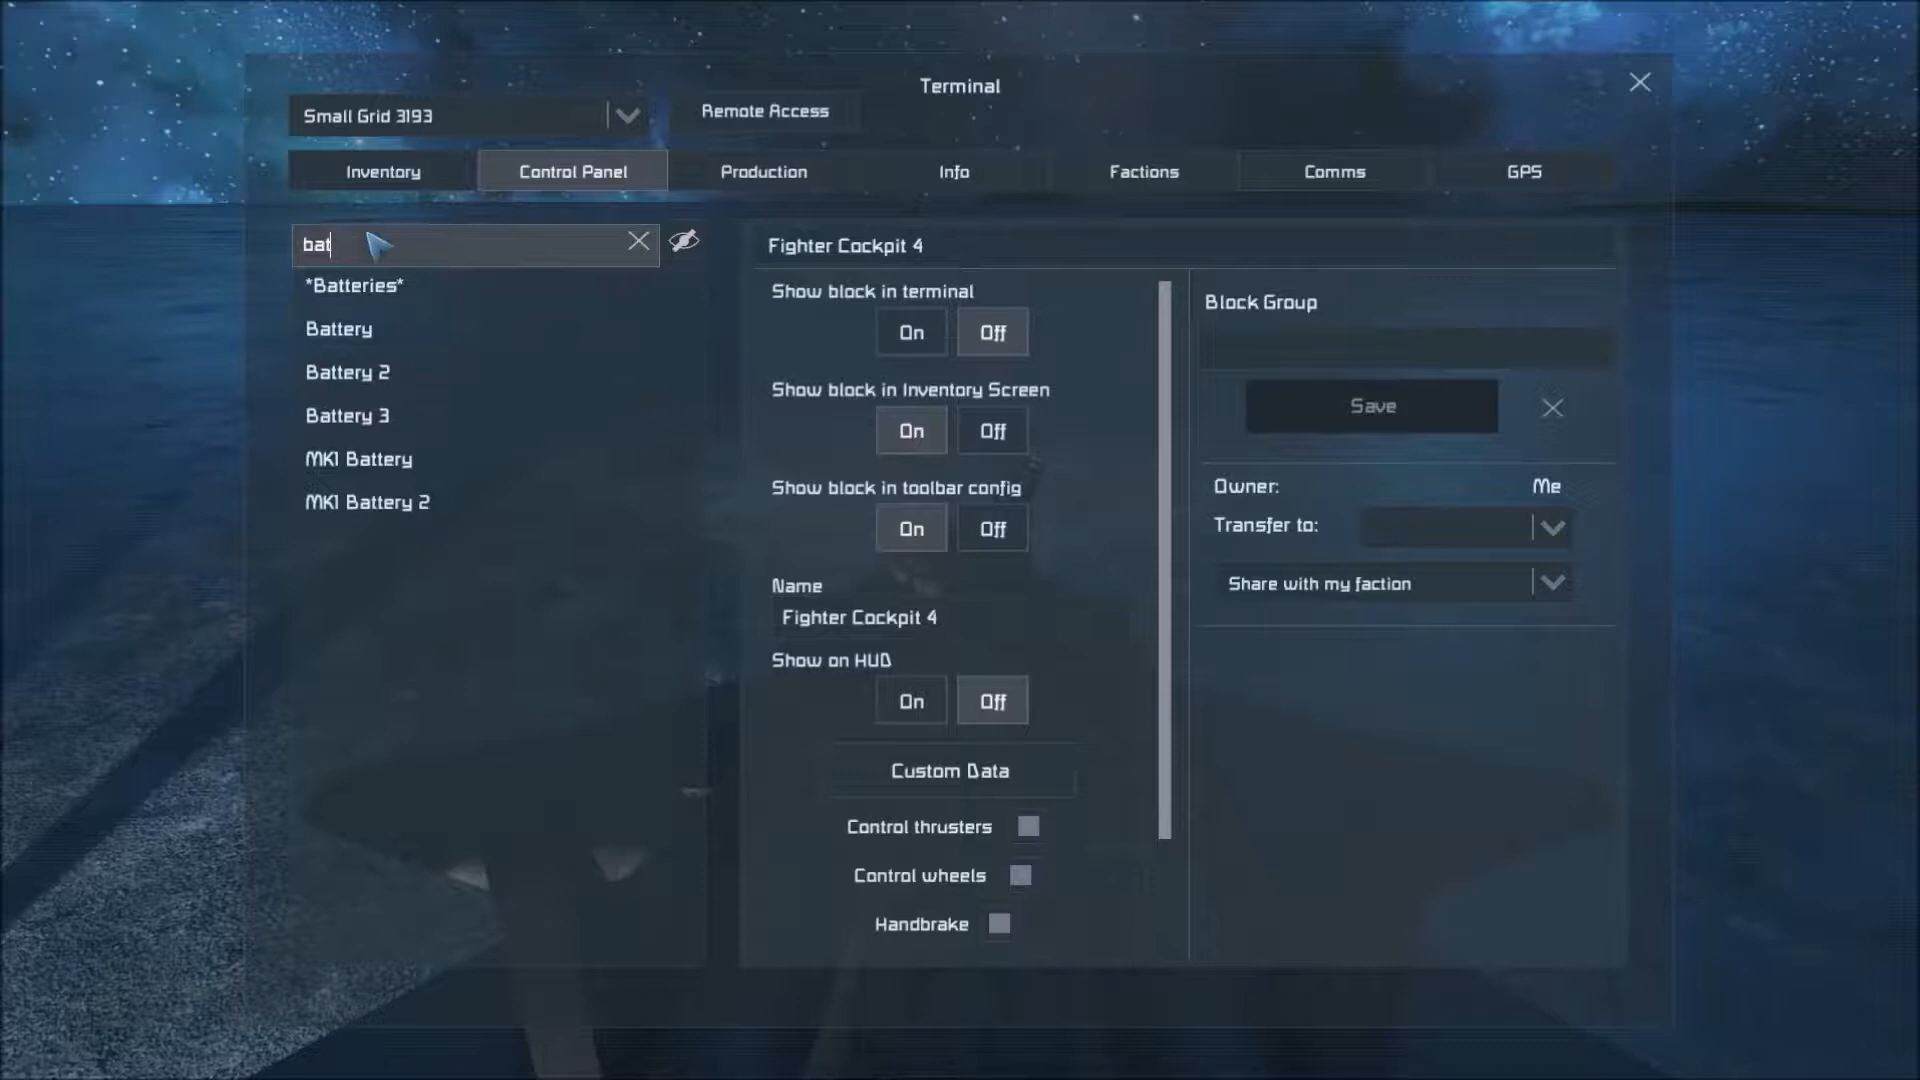 Terminal
Small Grid 3193
Remote Access
Inventory
Control Panel
Production
Info
Factions
Comms
GPS
bat
*Batteries*
Battery
Battery 2
Battery 3
MK1 Battery
MK1 Battery 2
Fighter Cockpit 4
Show block in terminal
On Off
Show block in Inventory Screen
On Off
Show block in toolbar config
On Off
Name
Fighter Cockpit 4
Show on HUD
On Off
Custom Data
Control thrusters
Control wheels
Handbrake
Block Group
Save
Owner: Me
Transfer to:
Share with my faction